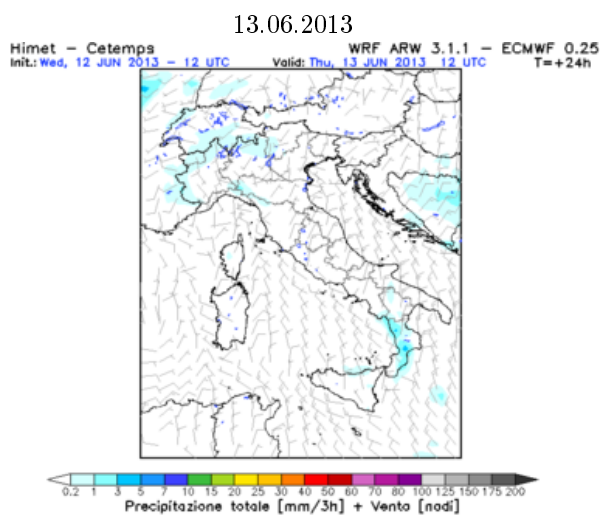 13.06.2013
Himet - Cetemps WRF ARW 3.1.1 - ECMWF 0.25
Init.: Wed, 12 JUN 2013 - 12 UTC Valid: Thu, 13 JUN 2013 12 UTC T=+24h
0.2 1 3 5 7 10 15 20 25 30 40 50 60 70 80 100 125 150 175 200
Precipitazione totale [mm/3h] + Vento [nodi]